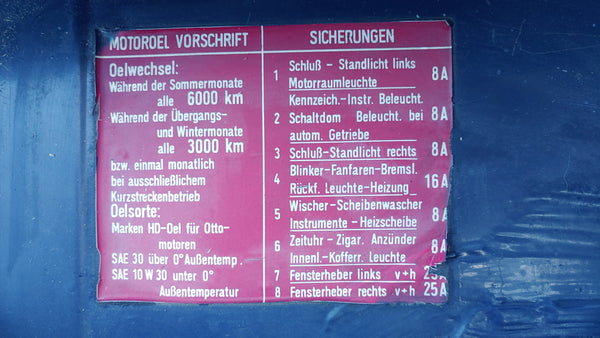 MOTOROEL VORSCHRIFT
Oelwechsel:
Während der Sommermonate
alle 6000 km
Während der Übergangs-
und Wintermonate
alle 3000 km
bzw. einmal monatlich
bei ausschließlichem
Kurzstreckenbetrieb
Oelsorte:
Marken HD-Oel für Otto-
motoren
SAE 30 über 0° Außentemp.
SAE 10 W 30 unter 0°
Außentemperatur
SICHERUNGEN
1 Schluß - Standlicht links
Motorraumleuchte 8A
Kennzeich.-Instr. Beleucht.
2 Schaltdom Beleucht. bei
autom. Getriebe 8A
3 Schluß-Standlicht rechts 8A
4 Blinker-Fanfaren-Bremsl.
Rückf. Leuchte-Heizung 16A
5 Wischer-Scheibenwascher
Instrumente - Heizscheibe 8A
6 Zeituhr - Zigar. Anzünder
Innenl.-Kofferr. Leuchte 8A
7 Fensterheber links v+h 25A
8 Fensterheber rechts v+h 25A